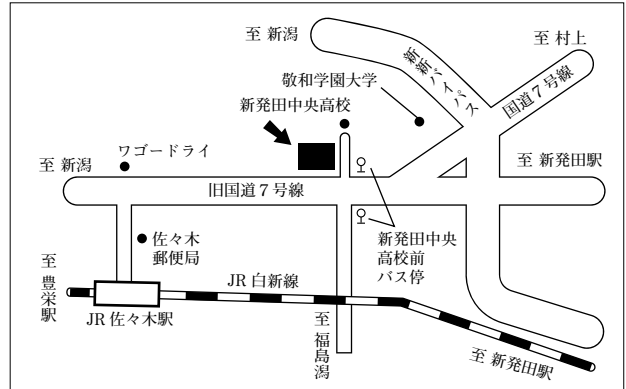 至 新潟
至 村上
新新バイパス
国道７号線
敬和学園大学
新発田中央高校
ワゴードライ
至 新潟
至 新発田駅
旧国道７号線
佐々木
郵便局
新発田中央
高校前
バス停
至 豊栄駅
JR 白新線
JR 佐々木駅
至 福島潟
至 新発田駅